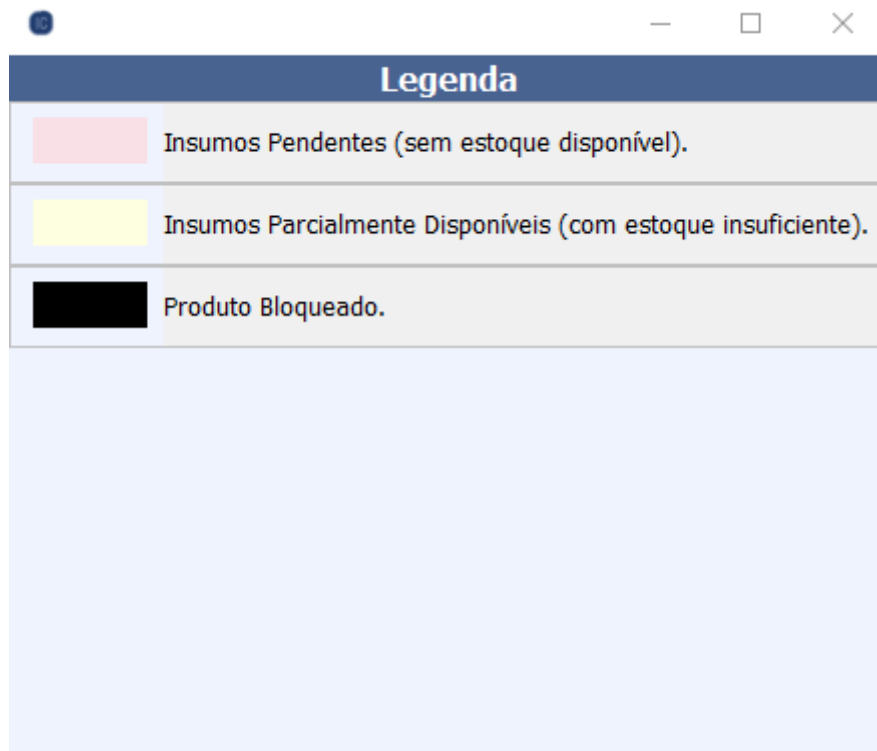 Legenda
Insumos Pendentes (sem estoque disponível).
Insumos Parcialmente Disponíveis (com estoque insuficiente).
Produto Bloqueado.